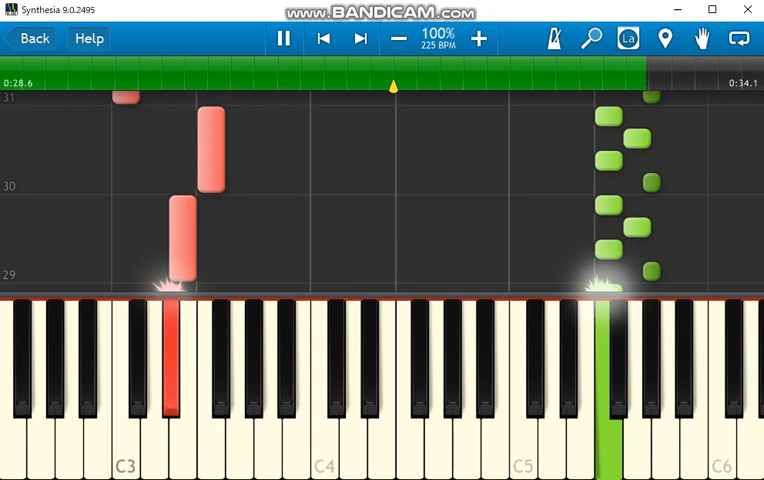 Synthesia 9.0.2495
www.BANDICAM.com
Back
Help
100%
225 BPM
La
0:28.6
0:34.1
31
30
29
C3
C4
C5
C6